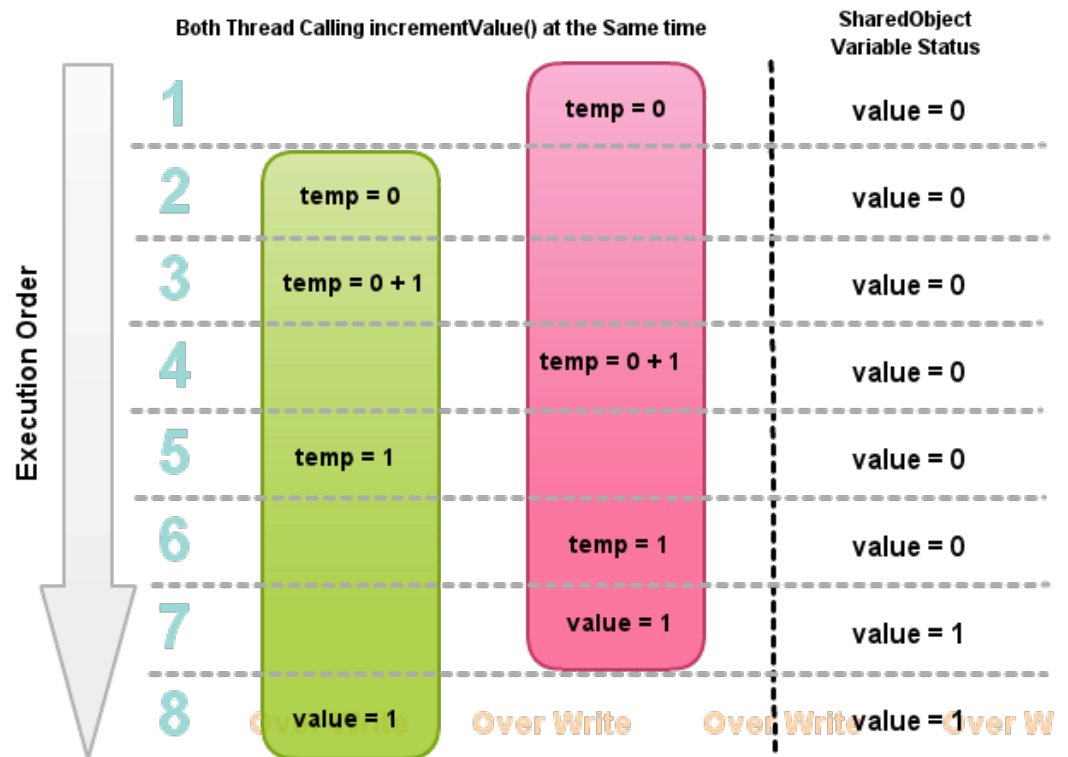 Both Thread Calling incrementValue() at the Same time
SharedObject
Variable Status
Execution Order
1
temp = 0
value = 0
2
temp = 0
value = 0
3
temp = 0 + 1
value = 0
4
temp = 0 + 1
value = 0
5
temp = 1
value = 0
6
temp = 1
value = 0
7
value = 1
value = 1
8
Over Write
value = 1
Over Write
Over Write
value = 1
Over W